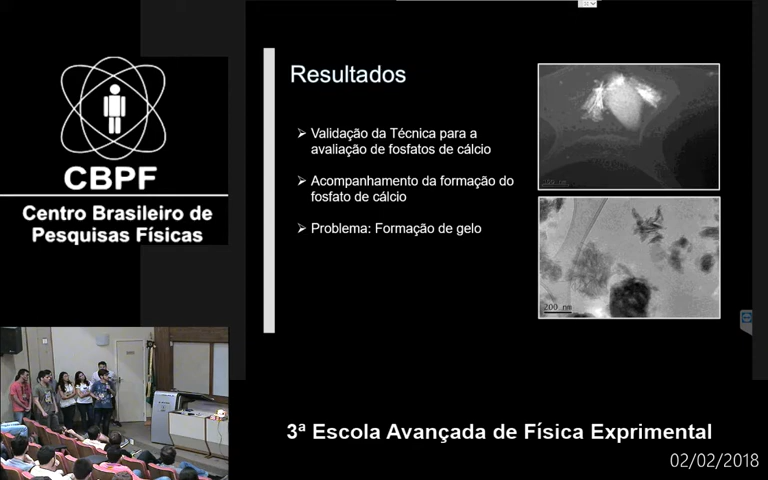 CBPF
Centro Brasileiro de
Pesquisas Físicas
Resultados
➢ Validação da Técnica para a
avaliação de fosfatos de cálcio
➢ Acompanhamento da formação do
fosfato de cálcio
➢ Problema: Formação de gelo
200 nm
3ª Escola Avançada de Física Exprimental
02/02/2018